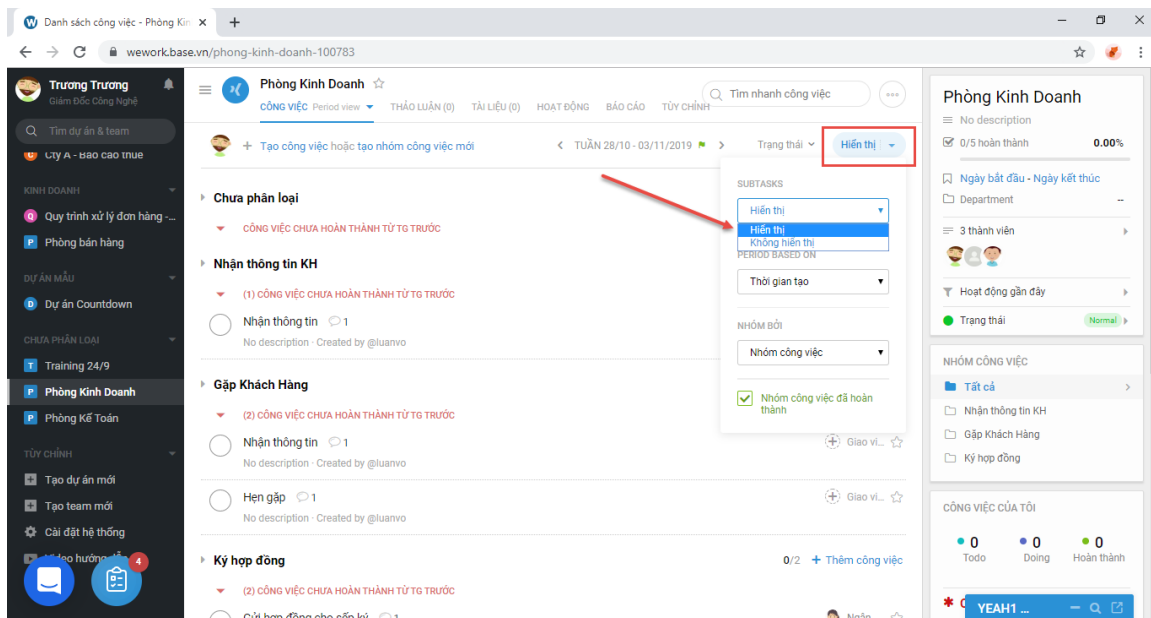 Danh sách công việc - Phòng Kin
wework.base.vn/phong-kinh-doanh-100783
Trương Trương
Giám Đốc Công Nghệ
Tìm dự án & team
Cty A - Báo cáo thuế
KINH DOANH
Quy trình xử lý đơn hàng -...
P Phòng bán hàng
DỰ ÁN MẪU
D Dự án Countdown
CHƯA PHÂN LOẠI
T Training 24/9
P Phòng Kinh Doanh
P Phòng Kế Toán
TÙY CHỈNH
Tạo dự án mới
Tạo team mới
Cài đặt hệ thống
4
Phòng Kinh Doanh
CÔNG VIỆC Period view THẢO LUẬN (0) TÀI LIỆU (0) HOẠT ĐỘNG BÁO CÁO TÙY CHỈNH
Tìm nhanh công việc
+ Tạo công việc hoặc tạo nhóm công việc mới
TUẦN 28/10 - 03/11/2019
Trạng thái
Hiển thị
Chưa phân loại
CÔNG VIỆC CHƯA HOÀN THÀNH TỪ TG TRƯỚC
Nhận thông tin KH
(1) CÔNG VIỆC CHƯA HOÀN THÀNH TỪ TG TRƯỚC
Nhận thông tin 1
No description · Created by @luanvo
Gặp Khách Hàng
(2) CÔNG VIỆC CHƯA HOÀN THÀNH TỪ TG TRƯỚC
Nhận thông tin 1
Giao vi...
No description · Created by @luanvo
Hẹn gặp 1
Giao vi...
No description · Created by @luanvo
Ký hợp đồng
0/2 + Thêm công việc
(2) CÔNG VIỆC CHƯA HOÀN THÀNH TỪ TG TRƯỚC
Gửi hợp đồng cho sếp ký 1
Ngân
SUBTASKS
Hiển thị
Hiển thị
Không hiển thị
PERIOD BASED ON
Thời gian tạo
NHÓM BỞI
Nhóm công việc
Nhóm công việc đã hoàn
thành
Phòng Kinh Doanh
No description
0/5 hoàn thành 0.00%
Ngày bắt đầu - Ngày kết thúc
Department --
3 thành viên
Hoạt động gần đây
Trạng thái Normal
NHÓM CÔNG VIỆC
Tất cả
Nhận thông tin KH
Gặp Khách Hàng
Ký hợp đồng
CÔNG VIỆC CỦA TÔI
0 0 0
Todo Doing Hoàn thành
YEAH1 ...